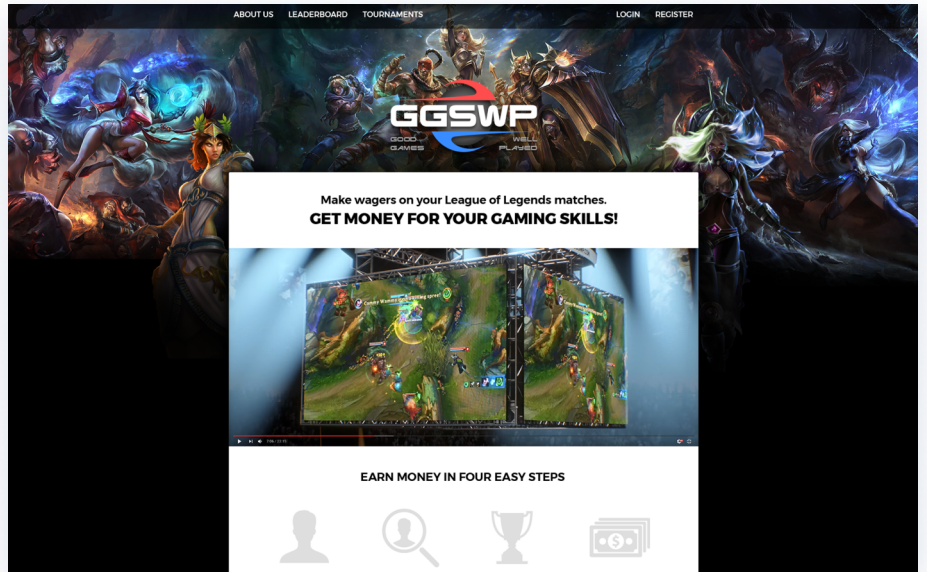 ABOUT US LEADERBOARD TOURNAMENTS LOGIN REGISTER
GGSWP
GOOD WELL
GAMES PLAYED
Make wagers on your League of Legends matches.
GET MONEY FOR YOUR GAMING SKILLS!
EARN MONEY IN FOUR EASY STEPS